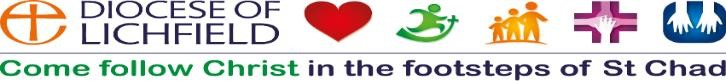 DIOCESE OF
LICHFIELD
Come follow Christ in the footsteps of St Chad